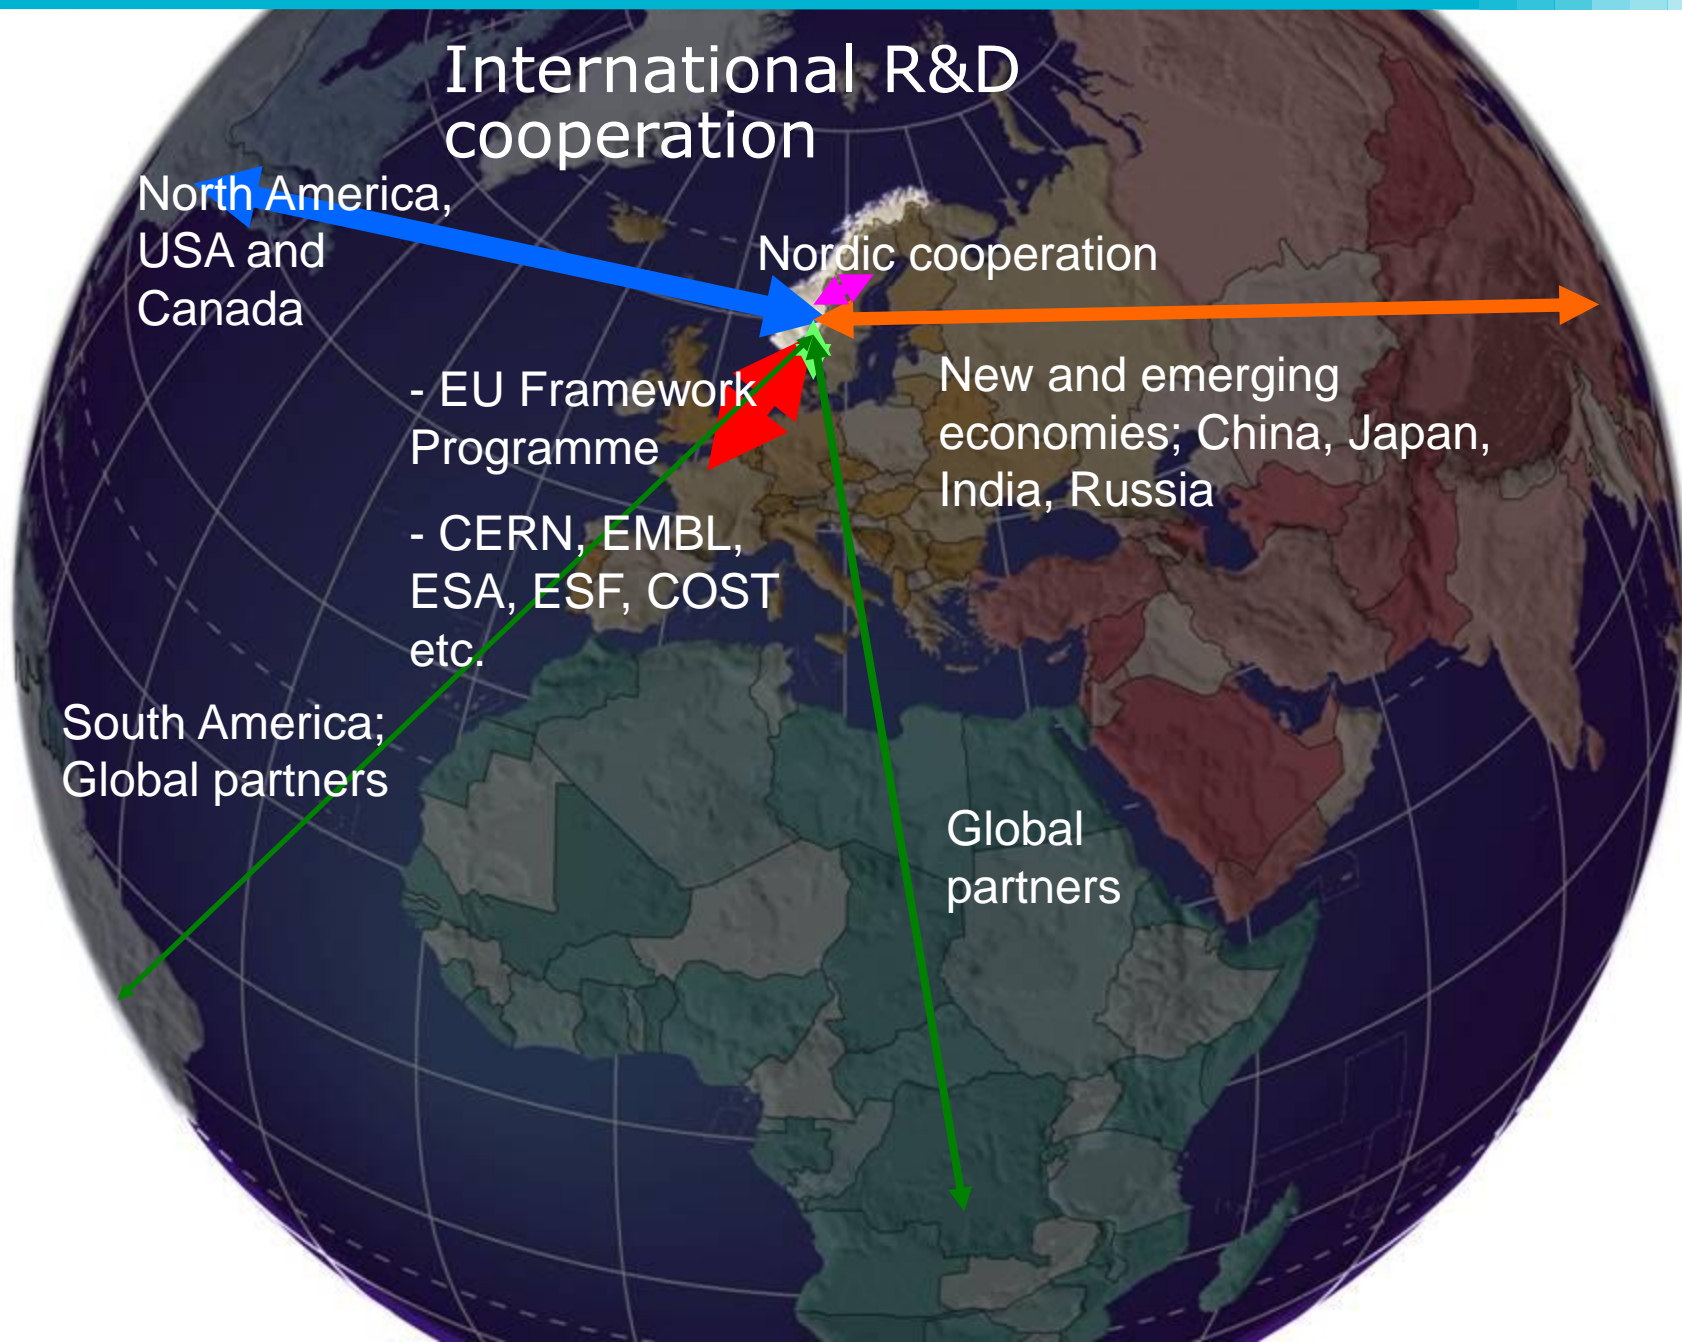 International R&D
cooperation
North America,
USA and
Canada
Nordic cooperation
- EU Framework
Programme
- CERN, EMBL,
ESA, ESF, COST
etc.
New and emerging
economies; China, Japan,
India, Russia
South America;
Global partners
Global
partners